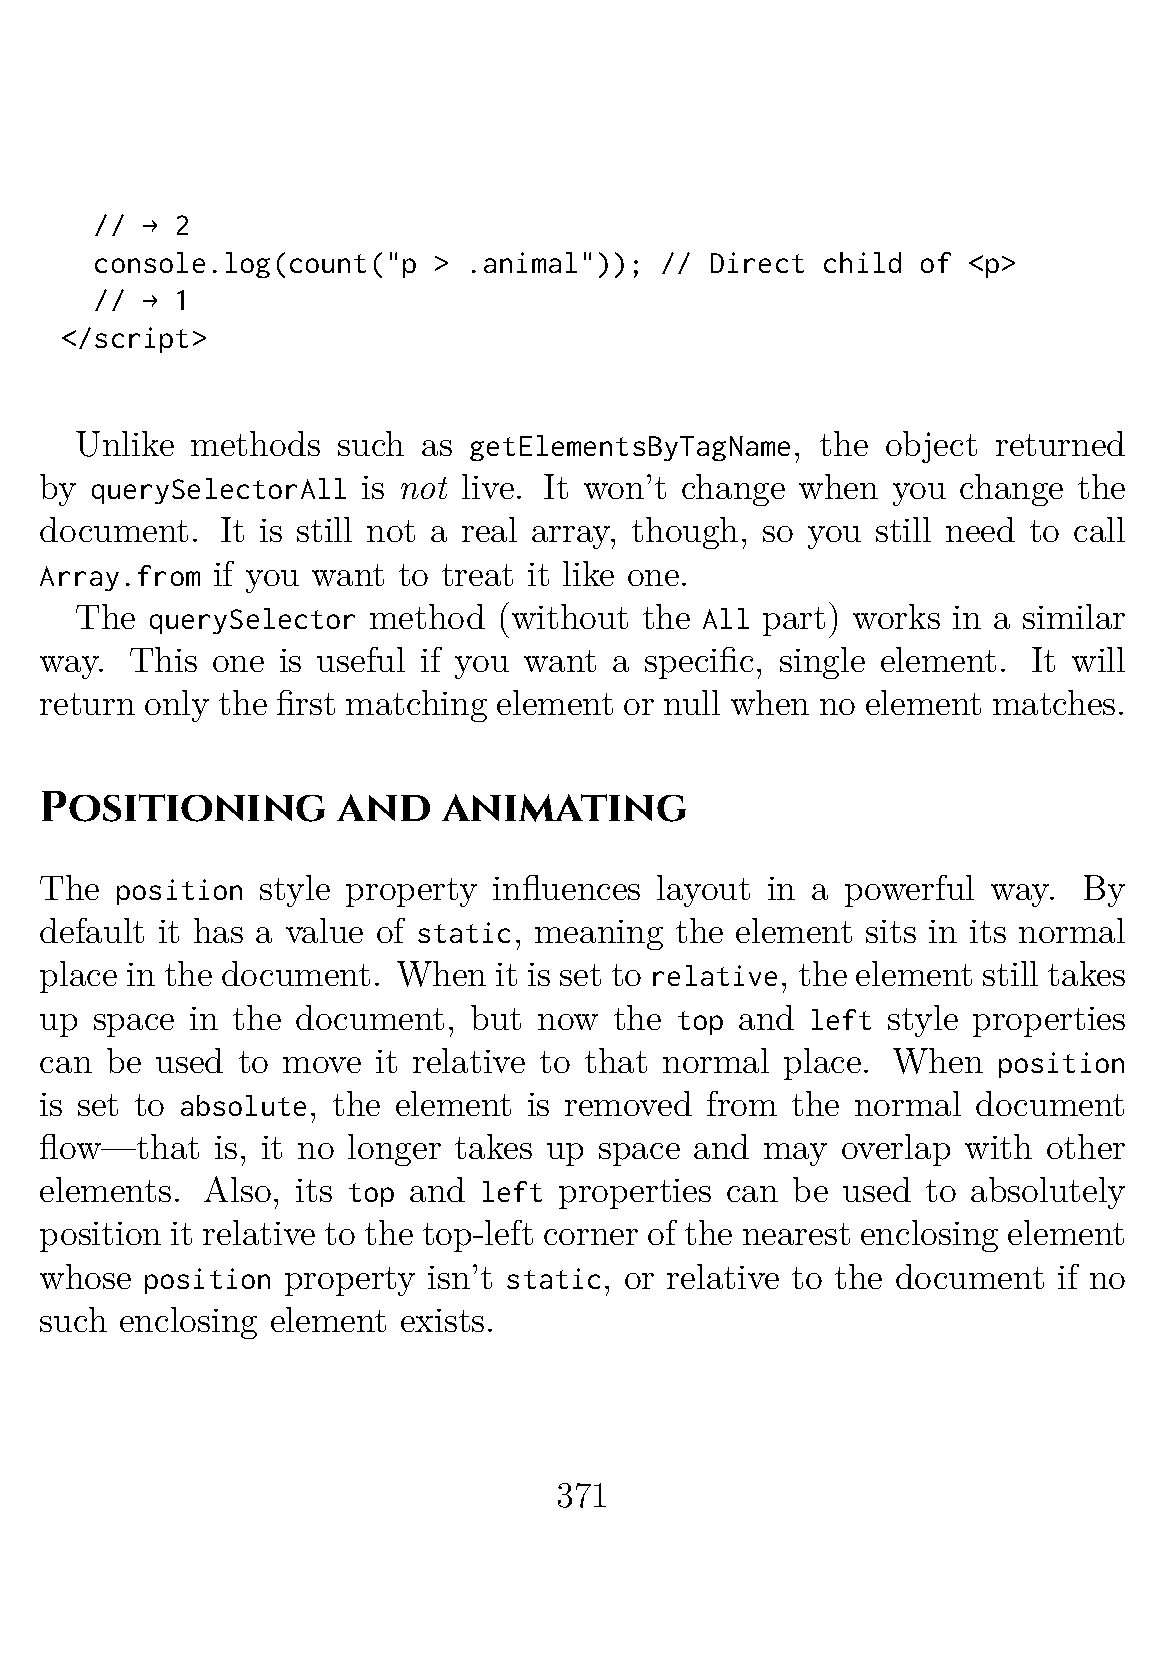 // → 2
console.log(count("p > .animal")); // Direct child of <p>
// → 1
</script>
Unlike methods such as getElementsByTagName, the object returned
by querySelectorAll is not live. It won't change when you change the
document. It is still not a real array, though, so you still need to call
Array.from if you want to treat it like one.
The querySelector method (without the All part) works in a similar
way. This one is useful if you want a specific, single element. It will
return only the first matching element or null when no element matches.
Positioning and animating
The position style property influences layout in a powerful way. By
default it has a value of static, meaning the element sits in its normal
place in the document. When it is set to relative, the element still takes
up space in the document, but now the top and left style properties
can be used to move it relative to that normal place. When position
is set to absolute, the element is removed from the normal document
flow—that is, it no longer takes up space and may overlap with other
elements. Also, its top and left properties can be used to absolutely
position it relative to the top-left corner of the nearest enclosing element
whose position property isn't static, or relative to the document if no
such enclosing element exists.
371